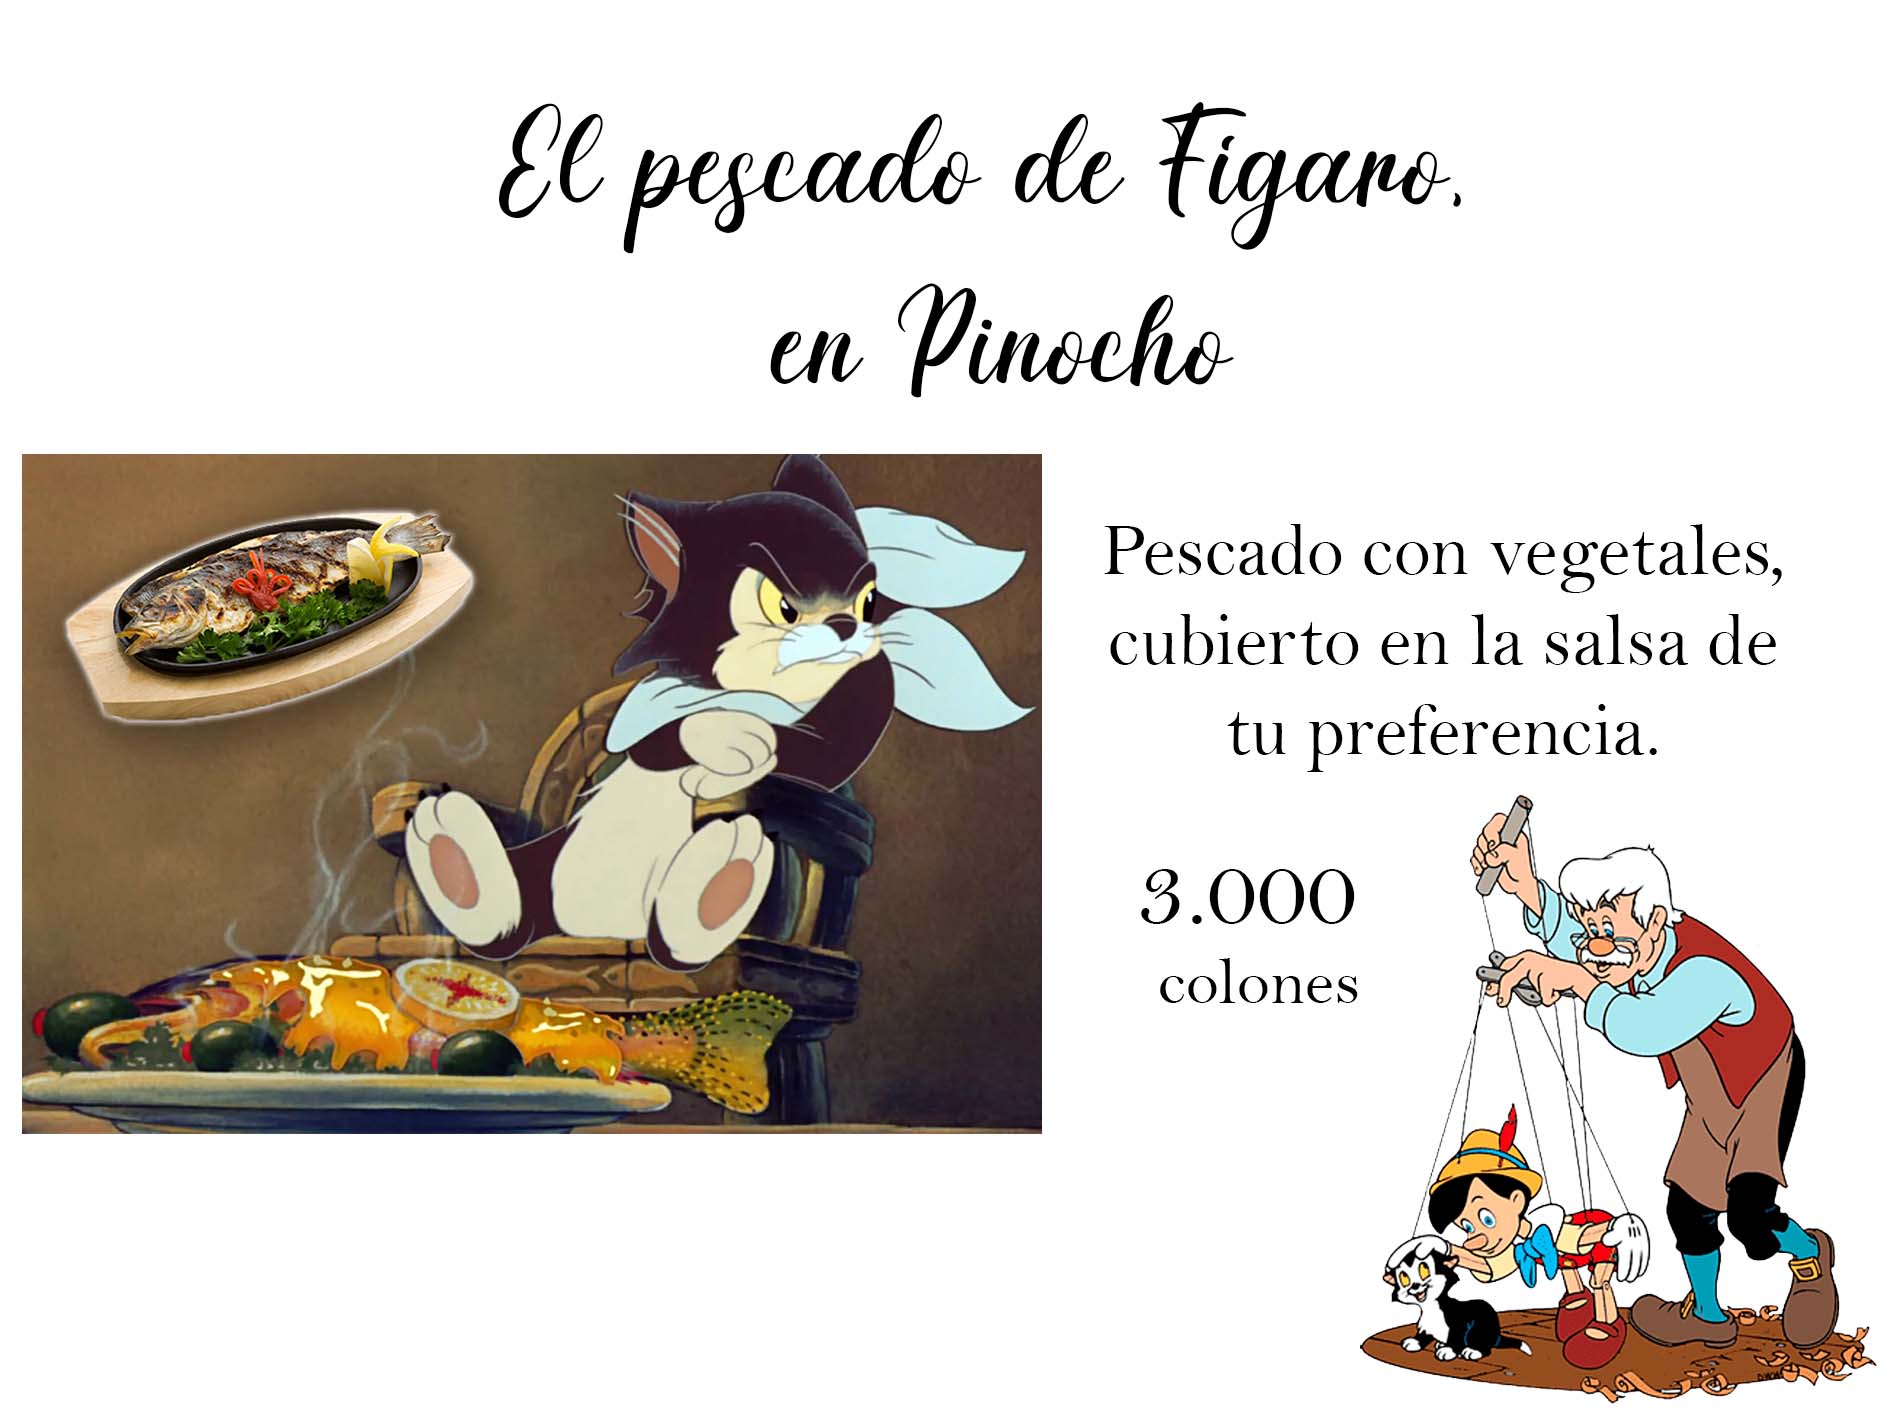 El pescado de Figaro.
en Pinocho
Pescado con vegetales,
cubierto en la salsa de
tu preferencia.
3.000
colones